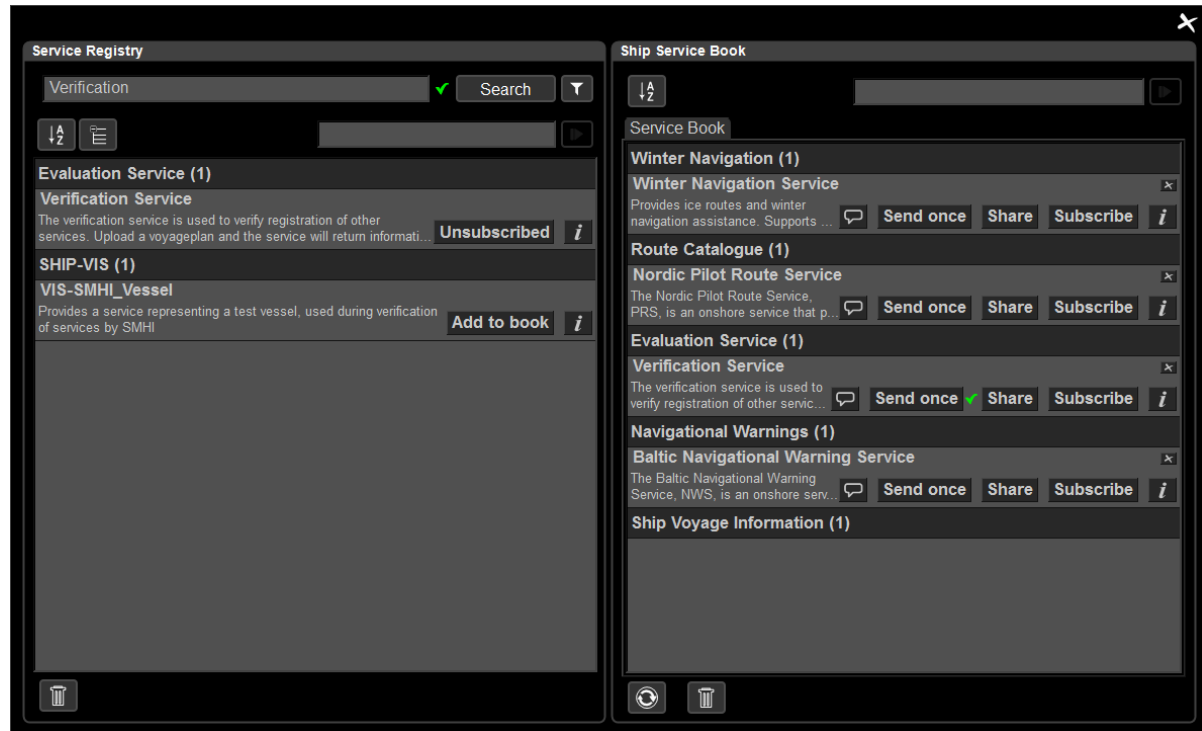 Service Registry
Verification
Search
Evaluation Service (1)
Verification Service
The verification service is used to verify registration of other
services. Upload a voyageplan and the service will return informati...
Unsubscribed
i
SHIP-VIS (1)
VIS-SMHI_Vessel
Provides a service representing a test vessel, used during verification
of services by SMHI
Add to book
i
Ship Service Book
Service Book
Winter Navigation (1)
Winter Navigation Service
Provides ice routes and winter
navigation assistance. Supports ...
Send once Share Subscribe i
Route Catalogue (1)
Nordic Pilot Route Service
The Nordic Pilot Route Service,
PRS, is an onshore service that p...
Send once Share Subscribe i
Evaluation Service (1)
Verification Service
The verification service is used to
verify registration of other servic...
Send once Share Subscribe i
Navigational Warnings (1)
Baltic Navigational Warning Service
The Baltic Navigational Warning
Service, NWS, is an onshore serv...
Send once Share Subscribe i
Ship Voyage Information (1)